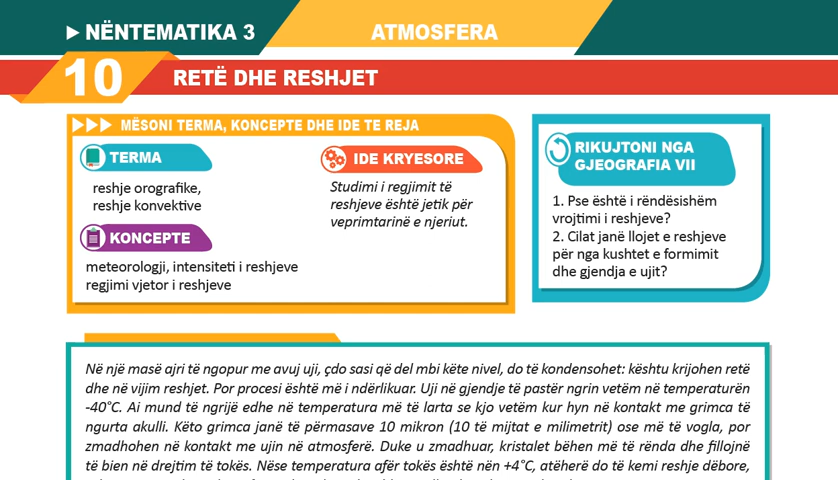 NËNTEMATIKA 3
ATMOSFERA
10
RETË DHE RESHJET
MËSONI TERMA, KONCEPTE DHE IDE TE REJA
TERMA
reshje orografike,
reshje konvektive
KONCEPTE
meteorologji, intensiteti i reshjeve
regjimi vjetor i reshjeve
IDE KRYESORE
Studimi i regjimit të
reshjeve është jetik për
veprimtarinë e njeriut.
RIKUJTONI NGA
GJEOGRAFIA VII
1. Pse është i rëndësishëm
vrojtimi i reshjeve?
2. Cilat janë llojet e reshjeve
për nga kushtet e formimit
dhe gjendja e ujit?
Në një masë ajri të ngopur me avuj uji, çdo sasi që del mbi këte nivel, do të kondensohet: kështu krijohen retë
dhe në vijim reshjet. Por procesi është më i ndërlikuar. Uji në gjendje të pastër ngrin vetëm në temperaturën
-40°C. Ai mund të ngrijë edhe në temperatura më të larta se kjo vetëm kur hyn në kontakt me grimca të
ngurta akulli. Këto grimca janë të përmasave 10 mikron (10 të mijtat e milimetrit) ose më të vogla, por
zmadhohen në kontakt me ujin në atmosferë. Duke u zmadhuar, kristalet bëhen më të rënda dhe fillojnë
të bien në drejtim të tokës. Nëse temperatura afër tokës është nën +4°C, atëherë do të kemi reshje dëbore,